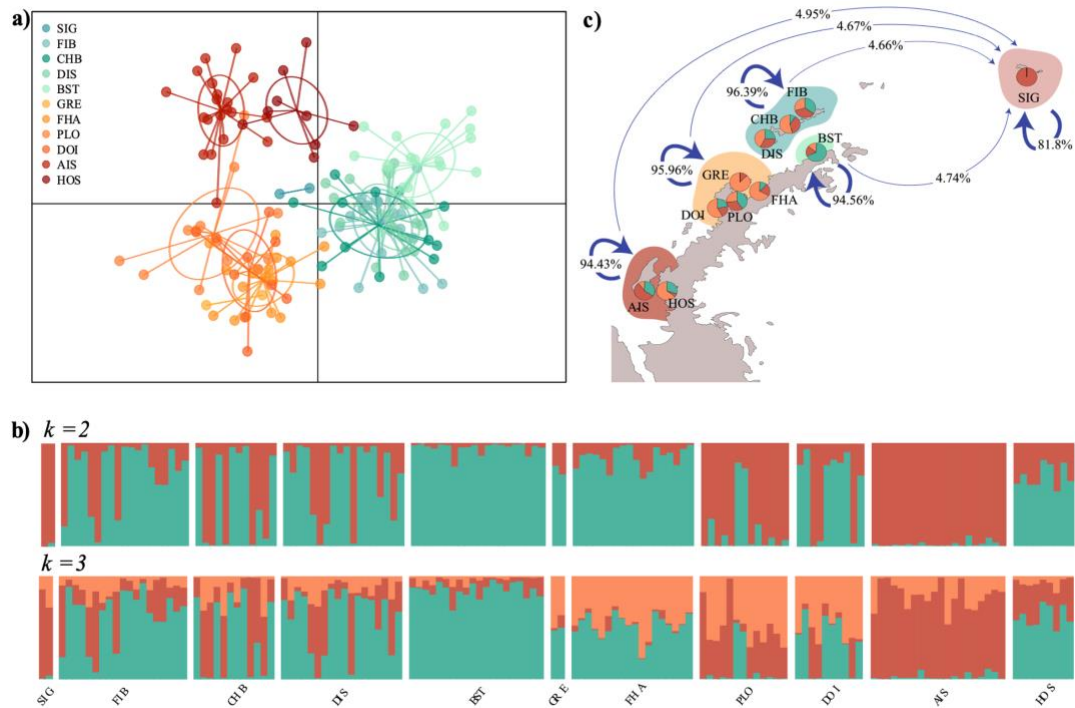 a)
SIG
FIB
CHB
DIS
BST
GRE
FHA
PLO
DOI
AIS
HOS
c)
4.95%
4.67%
4.66%
96.39%
FIB
CHB
DIS
BST
SIG
81.8%
95.96%
GRE
FHA
DOI
PLO
4.74%
94.56%
94.43%
AIS
HOS
b)
k = 2
k = 3
SIG
FIB
CHB
DIS
BST
GRE
FHA
PLO
DOI
AIS
HOS